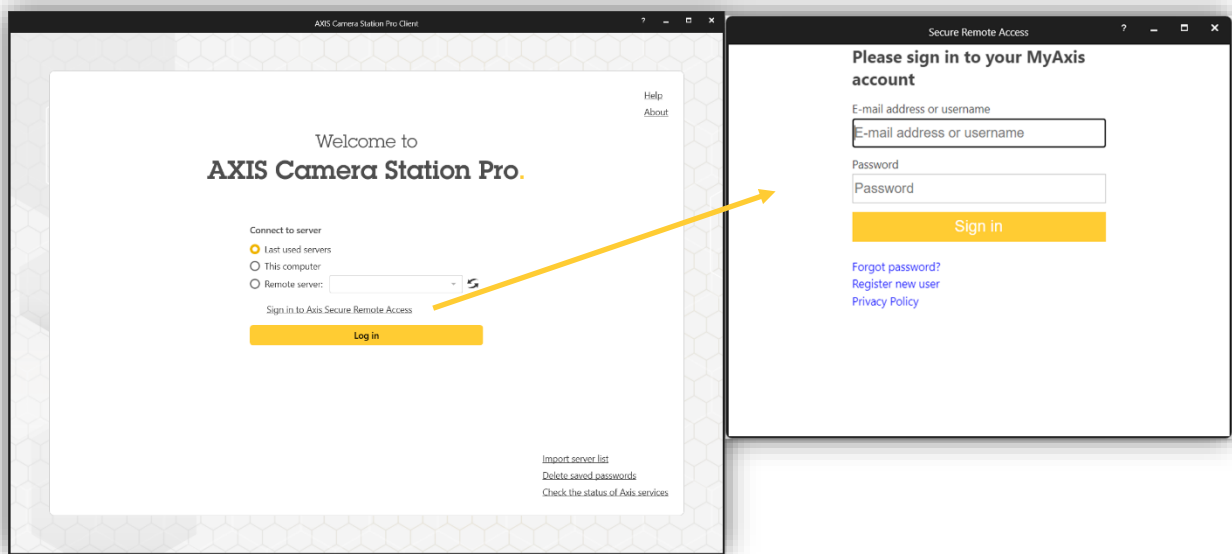 AXIS Camera Station Pro Client
?
Help
About
Welcome to
AXIS Camera Station Pro.
Connect to server
Last used servers
This computer
Remote server:
Sign in to Axis Secure Remote Access
Log in
Import server list
Delete saved passwords
Check the status of Axis services
Secure Remote Access
?
Please sign in to your MyAxis
account
E-mail address or username
E-mail address or username
Password
Password
Sign in
Forgot password?
Register new user
Privacy Policy